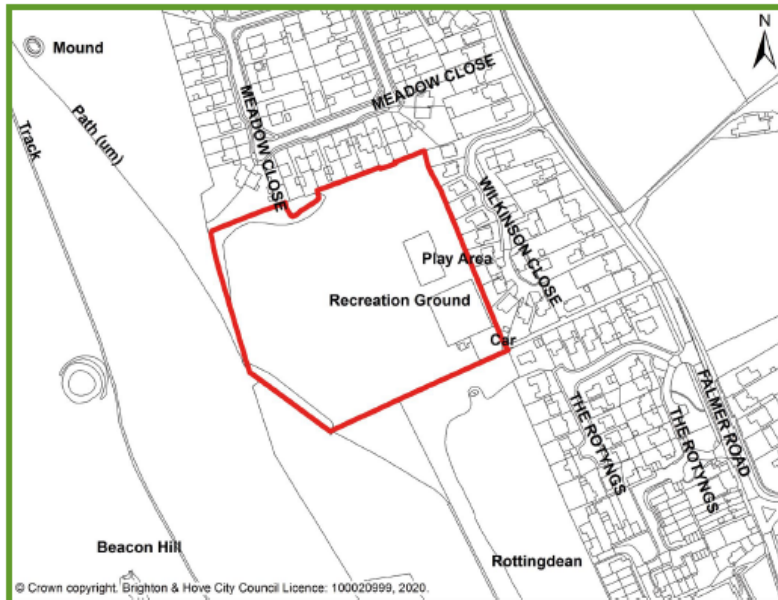 N
Mound
MEADOW CLOSE
MEADOW CLOSE
Path (um)
Track
WILKINSON CLOSE
Play Area
Recreation Ground
Car
THE ROTYNGS
THE ROTYNGS
FALMER ROAD
Beacon Hill
Rottingdean
© Crown copyright. Brighton & Hove City Council Licence: 100020999, 2020.